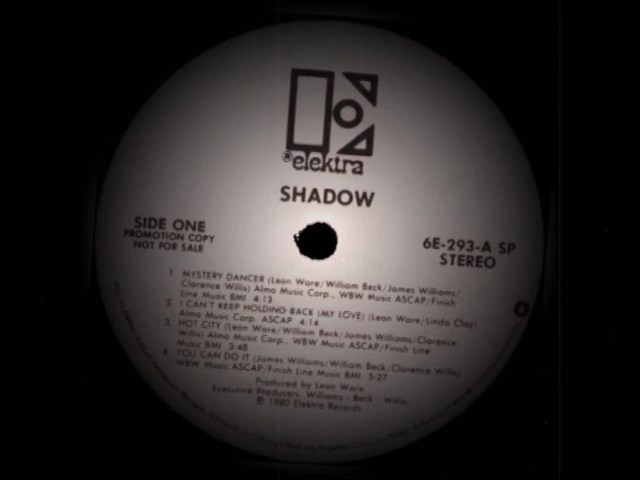 ®elektra
SHADOW
SIDE ONE
PROMOTION COPY
NOT FOR SALE
6E-293-A SP
STEREO
1 MYSTERY DANCER (Leon Ware/William Beck/James Williams/
Clarence Willis) Almo Music Corp., WBW Music ASCAP/Finish
Line Music BMI 4:13
2 I CAN'T KEEP HOLDING BACK (MY LOVE) (Leon Ware/Linda Clay)
Almo Music Corp. ASCAP 4:14
3 HOT CITY (Leon Ware/William Beck/James Williams/Clarence
Willis) Almo Music Corp., WBW Music ASCAP/Finish Line
Music BMI 3:48
4 YOU CAN DO IT (James Williams/William Beck/Clarence Willis)
WBW Music ASCAP/Finish Line Music BMI 5:27
Produced by Leon Ware
Executive Producers: Williams - Beck - Willis
℗ 1980 Elektra Records